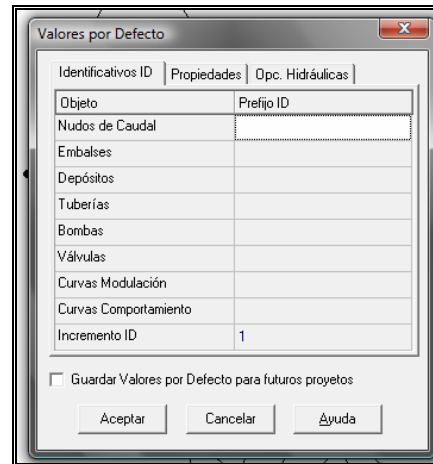 Valores por Defecto
Identificativos ID Propiedades Opc. Hidráulicas
Objeto Prefijo ID
Nudos de Caudal
Embalses
Depósitos
Tuberías
Bombas
Válvulas
Curvas Modulación
Curvas Comportamiento
Incremento ID 1
Guardar Valores por Defecto para futuros proyetos
Aceptar Cancelar Ayuda